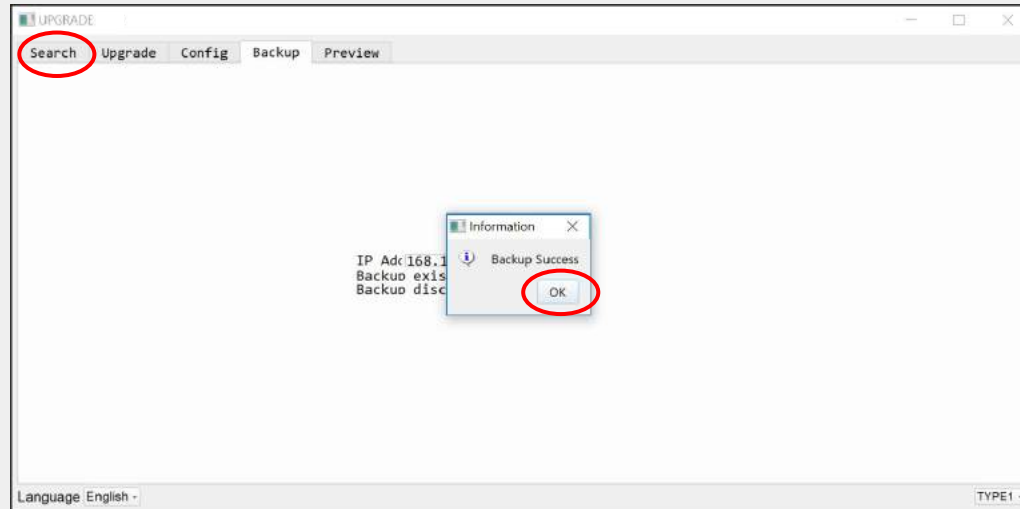 UPGRADE
Search Upgrade Config Backup Preview
Information
Backup Success
OK
IP Ad 168.1
Backup exis
Backup disc
Language English
TYPE1